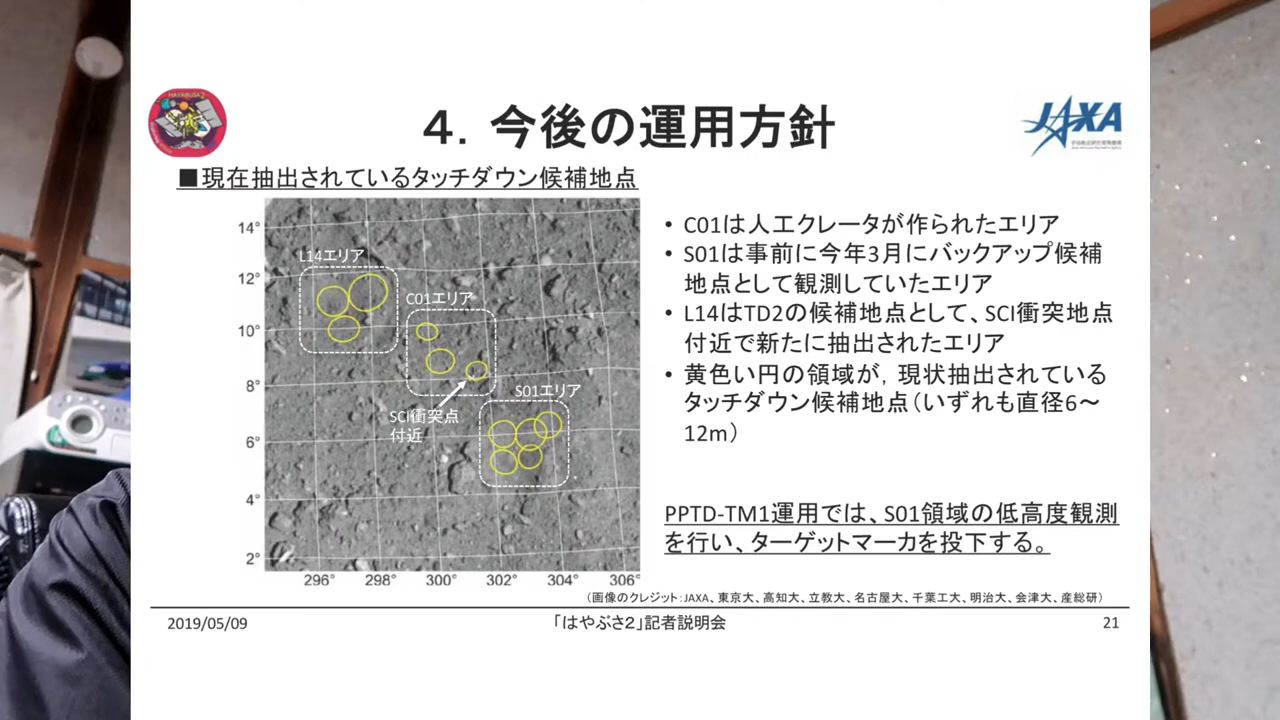 HAYABUSA2
4．今後の運用方針
JAXA
■現在抽出されているタッチダウン候補地点
14°
12°
10°
8°
6°
4°
2°
296°
298°
300°
302°
304°
306°
L14エリア
C01エリア
S01エリア
SCI衝突点
付近
• C01は人工クレータが作られたエリア
• S01は事前に今年3月にバックアップ候補
地点として観測していたエリア
• L14はTD2の候補地点として、SCI衝突地点
付近で新たに抽出されたエリア
• 黄色い円の領域が，現状抽出されている
タッチダウン候補地点（いずれも直径6～
12m）
PPTD-TM1運用では、S01領域の低高度観測
を行い、ターゲットマーカを投下する。
（画像のクレジット：JAXA、東京大、高知大、立教大、名古屋大、千葉工大、明治大、会津大、産総研）
2019/05/09
「はやぶさ2」記者説明会
21